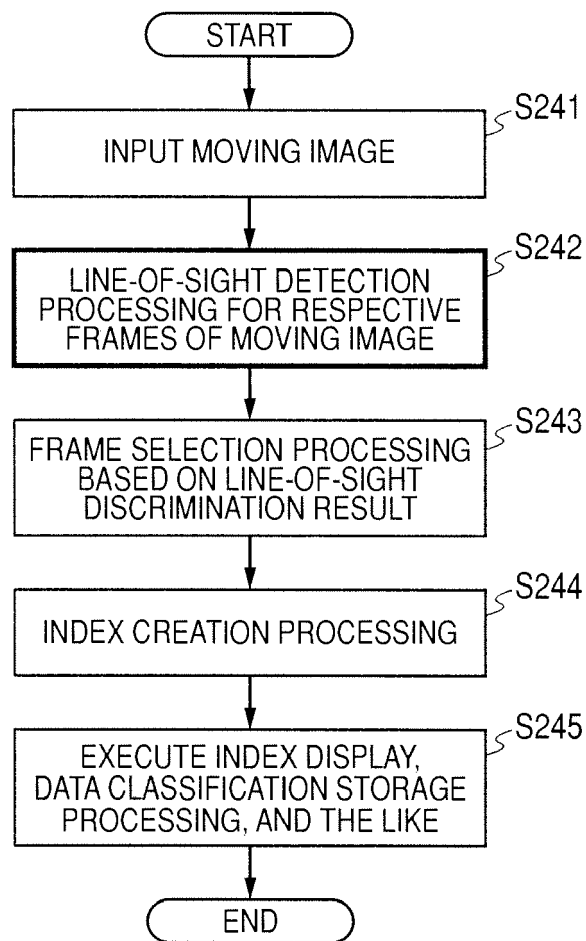 START
S241
INPUT MOVING IMAGE
S242
LINE-OF-SIGHT DETECTION
PROCESSING FOR RESPECTIVE
FRAMES OF MOVING IMAGE
S243
FRAME SELECTION PROCESSING
BASED ON LINE-OF-SIGHT
DISCRIMINATION RESULT
S244
INDEX CREATION PROCESSING
S245
EXECUTE INDEX DISPLAY,
DATA CLASSIFICATION STORAGE
PROCESSING, AND THE LIKE
END